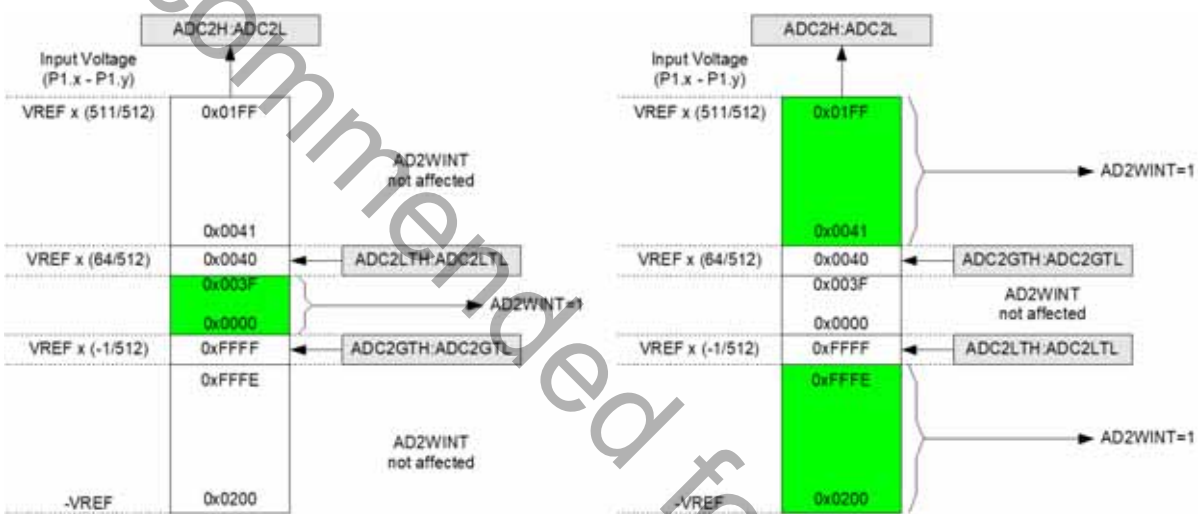 ADC2H:ADC2L
Input Voltage
(P1.x - P1.y)
VREF x (511/512)
0x01FF
AD2WINT
not affected
0x0041
VREF x (64/512)
0x0040
ADC2LTH:ADC2LTL
0x003F
AD2WINT=1
0x0000
VREF x (-1/512)
0xFFFF
ADC2GTH:ADC2GTL
0xFFFE
AD2WINT
not affected
-VREF
0x0200
ADC2H:ADC2L
Input Voltage
(P1.x - P1.y)
VREF x (511/512)
0x01FF
AD2WINT=1
0x0041
VREF x (64/512)
0x0040
ADC2GTH:ADC2GTL
0x003F
AD2WINT
not affected
0x0000
VREF x (-1/512)
0xFFFF
ADC2LTH:ADC2LTL
0xFFFE
AD2WINT=1
-VREF
0x0200